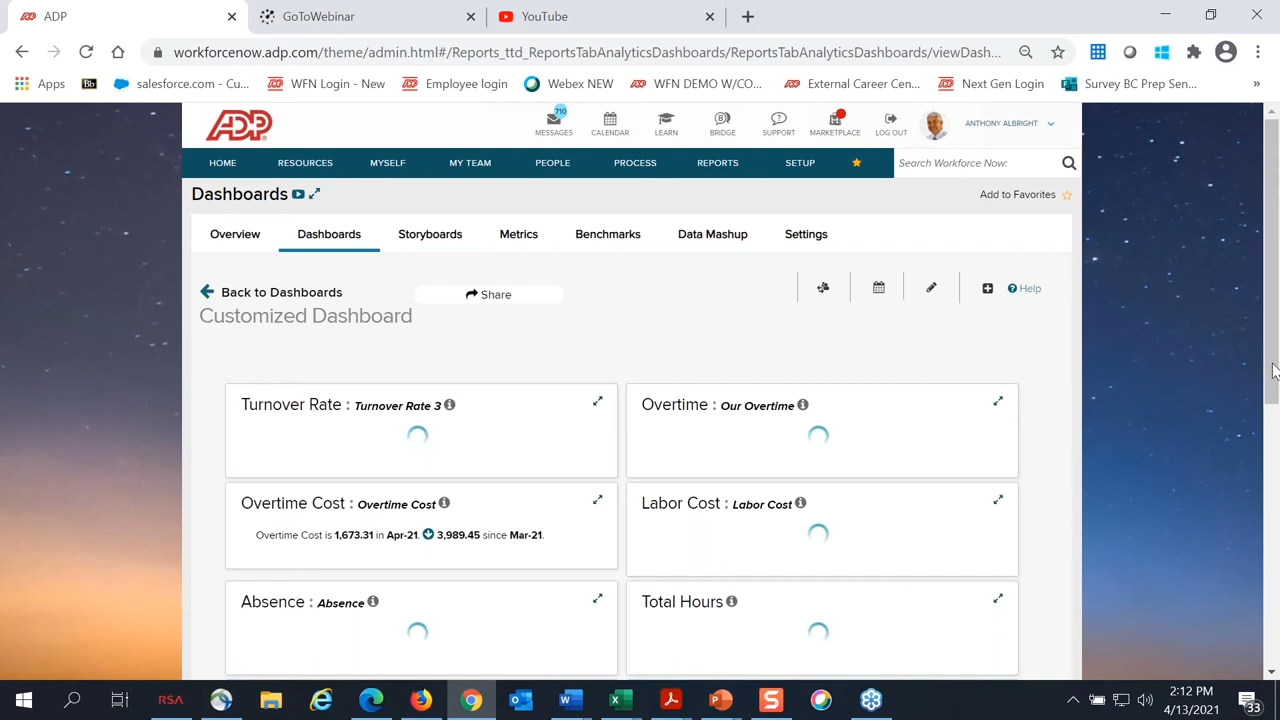 ADP
GoToWebinar
YouTube
workforcenow.adp.com/theme/admin.html#/Reports_ttd_ReportsTabAnalyticsDashboards/ReportsTabAnalyticsDashboards/viewDash...
Apps
Bb
salesforce.com - Cu...
WFN Login - New
Employee login
Webex NEW
WFN DEMO W/CO...
External Career Cen...
Next Gen Login
Survey BC Prep Sen...
»
ADP
710
MESSAGES
CALENDAR
LEARN
BRIDGE
SUPPORT
MARKETPLACE
LOG OUT
ANTHONY ALBRIGHT
HOME RESOURCES MYSELF MY TEAM PEOPLE PROCESS REPORTS SETUP
Search Workforce Now:
Dashboards
Add to Favorites
Overview Dashboards Storyboards Metrics Benchmarks Data Mashup Settings
Back to Dashboards
Share
Help
Customized Dashboard
Turnover Rate : Turnover Rate 3
Overtime : Our Overtime
Overtime Cost : Overtime Cost
Overtime Cost is 1,673.31 in Apr-21. 3,989.45 since Mar-21.
Labor Cost : Labor Cost
Absence : Absence
Total Hours
RSA
2:12 PM
4/13/2021
33